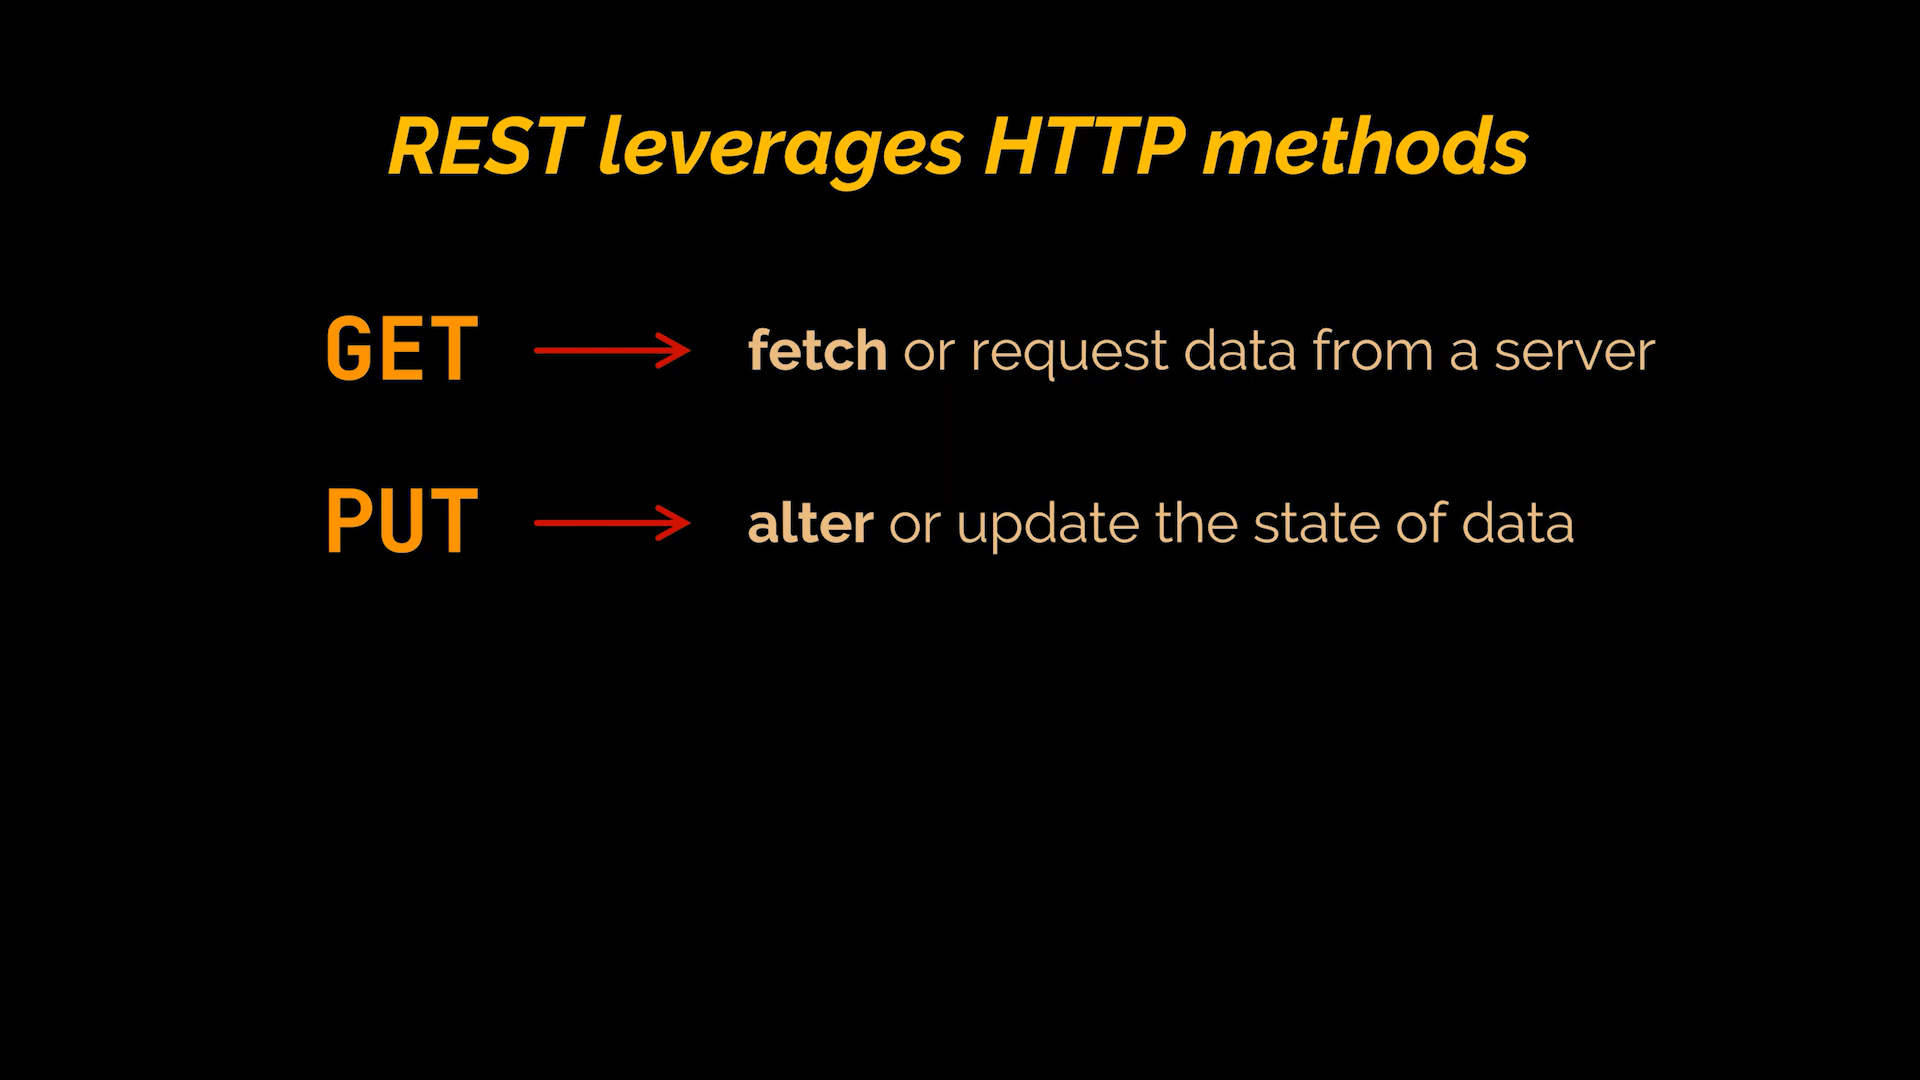 REST leverages HTTP methods
GET fetch or request data from a server
PUT alter or update the state of data